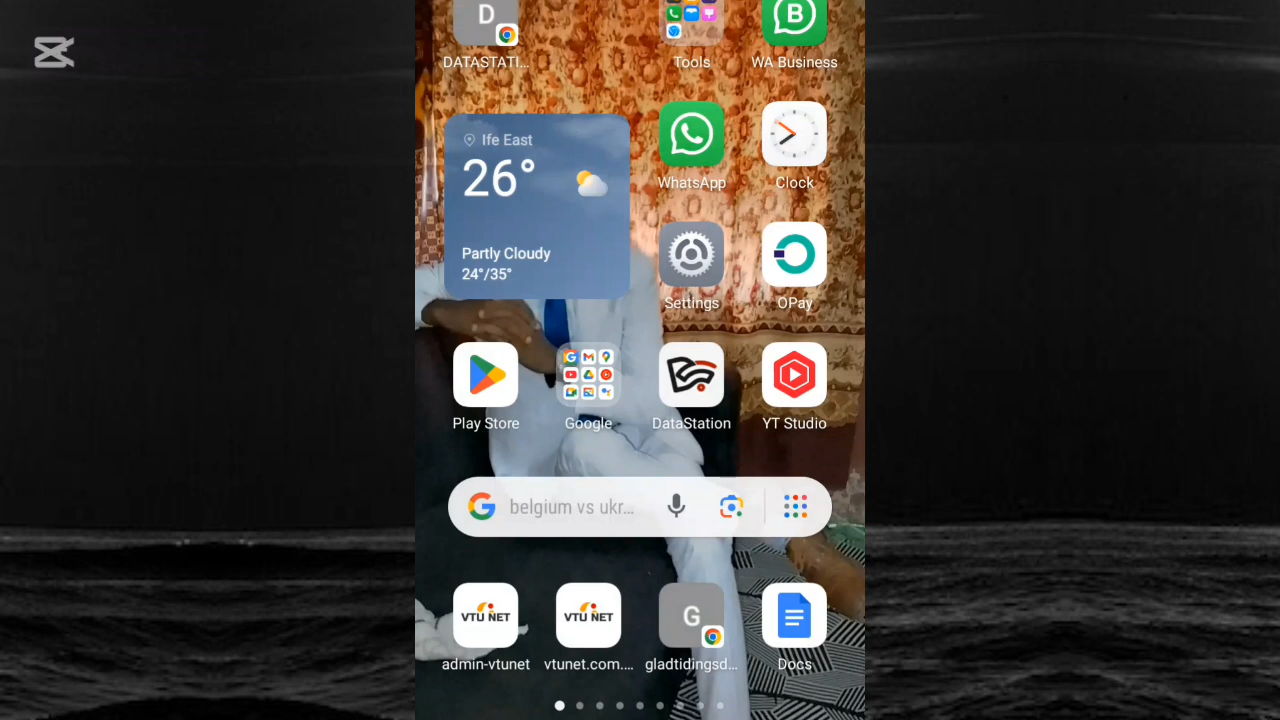 D
DATASTATI...
Tools
B
WA Business
Ife East
26°
Partly Cloudy
24°/35°
WhatsApp
Clock
Settings
OPay
Play Store
Google
DataStation
YT Studio
belgium vs ukr...
VTU NET
VTU NET
G
admin-vtunet
vtunet.com....
gladtidingsd...
Docs